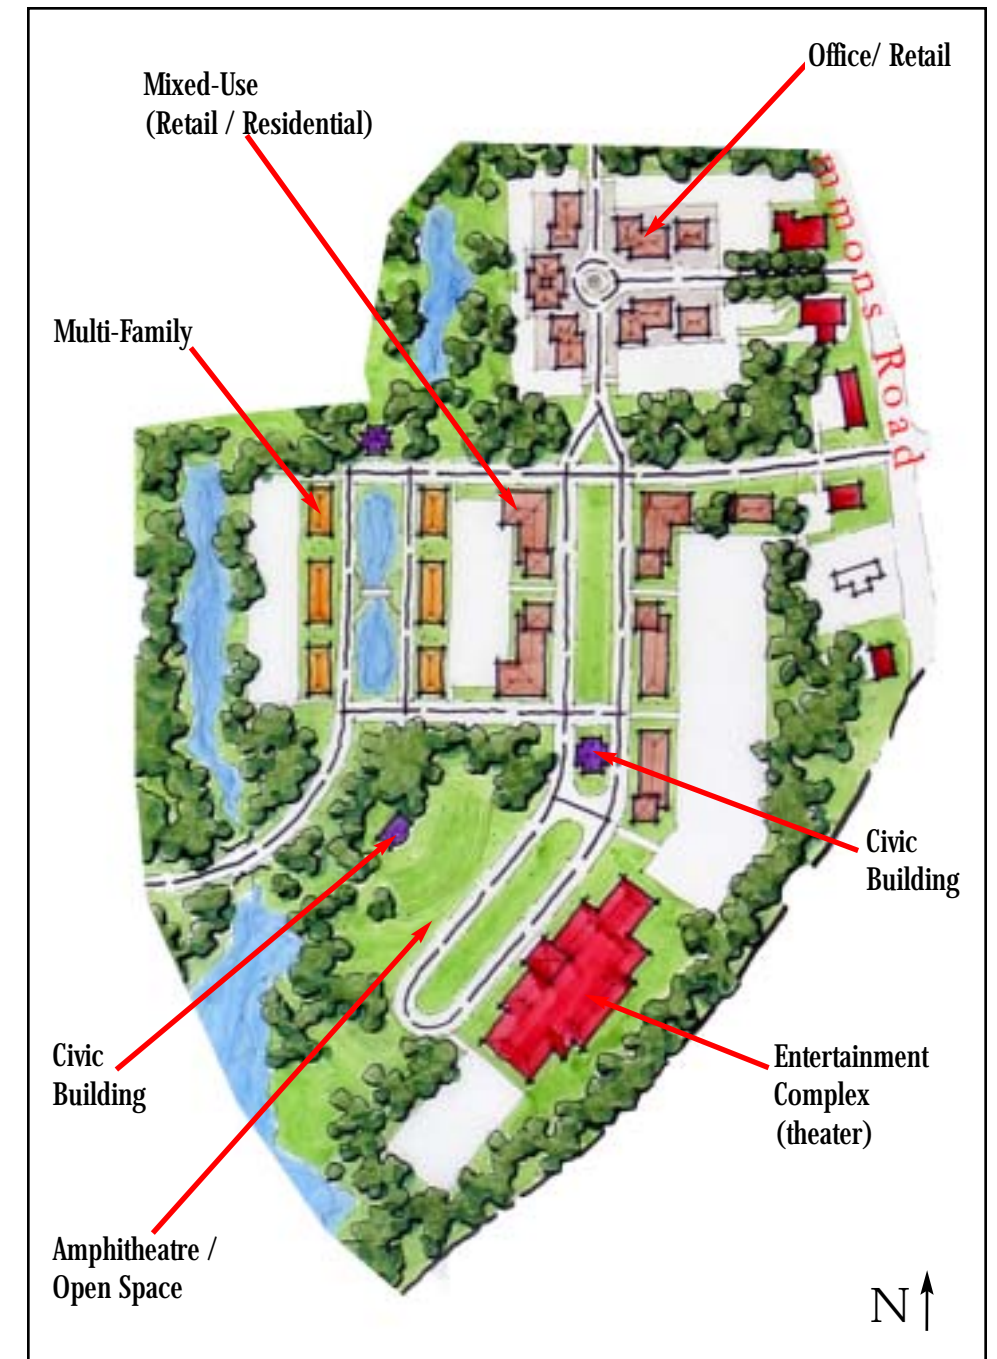 Office/ Retail
Mixed-Use
(Retail / Residential)
mmons Road
Multi-Family
Civic
Building
Civic
Building
Entertainment
Complex
(theater)
Amphitheatre /
Open Space
N